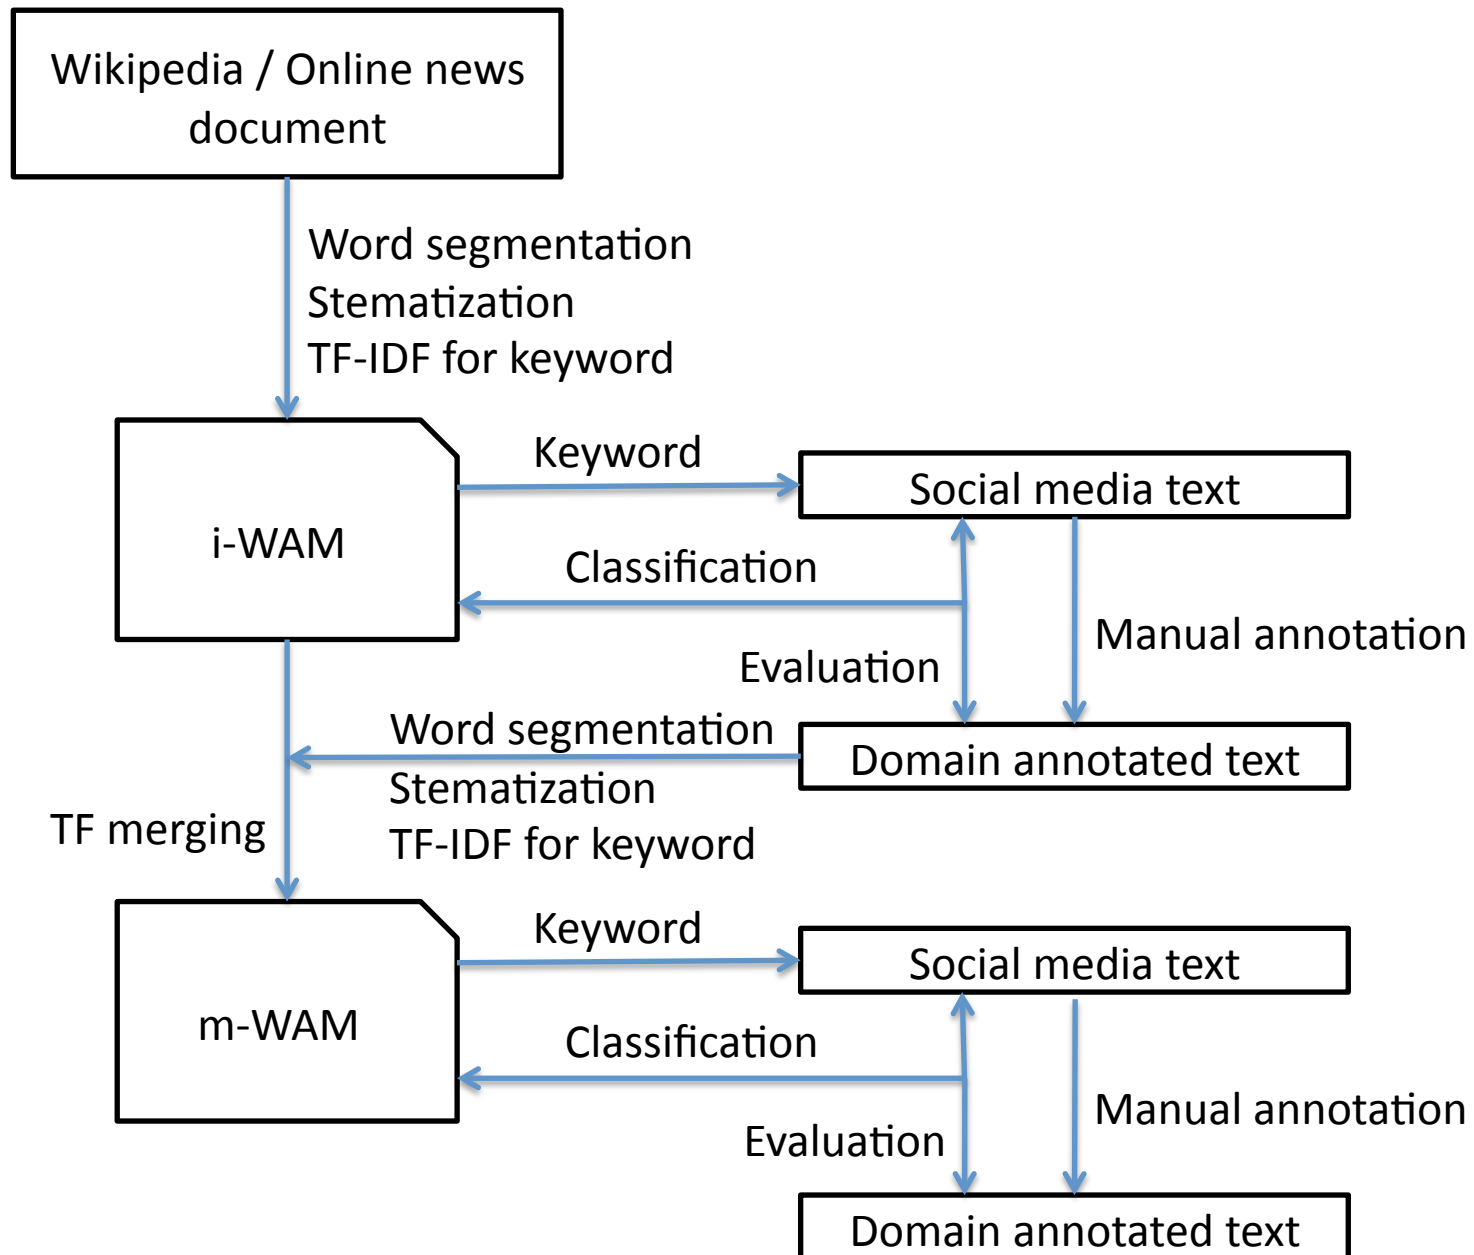 Wikipedia / Online news
document
Word segmentation
Stematization
TF-IDF for keyword
Keyword
Social media text
i-WAM
Classification
Manual annotation
Evaluation
Word segmentation
Domain annotated text
Stematization
TF merging
TF-IDF for keyword
Keyword
Social media text
m-WAM
Classification
Manual annotation
Evaluation
Domain annotated text